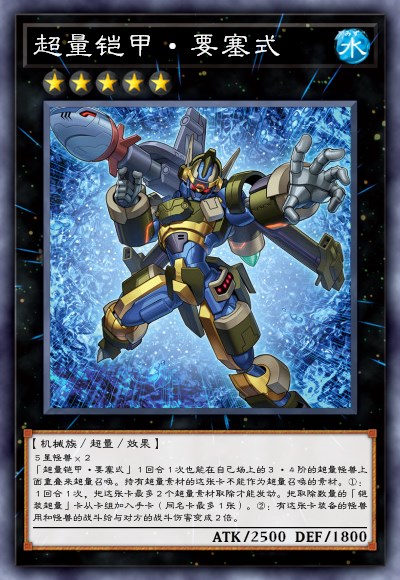 超量铠甲・要塞式
水
【机械族／超量／效果】
５星怪兽×２
「超量铠甲・要塞式」１回合１次也能在自己场上的３・４阶的超量怪兽上
面重叠来超量召唤。持有超量素材的这张卡不能作为超量召唤的素材。①：
１回合１次，把这张卡最多２个超量素材取除才能发动。把取除数量的「铠
装超量」卡从卡组加入手卡（同名卡最多１张）。②：有这张卡装备的怪兽
用和怪兽的战斗给与对方的战斗伤害变成２倍。
ATK/2500 DEF/1800